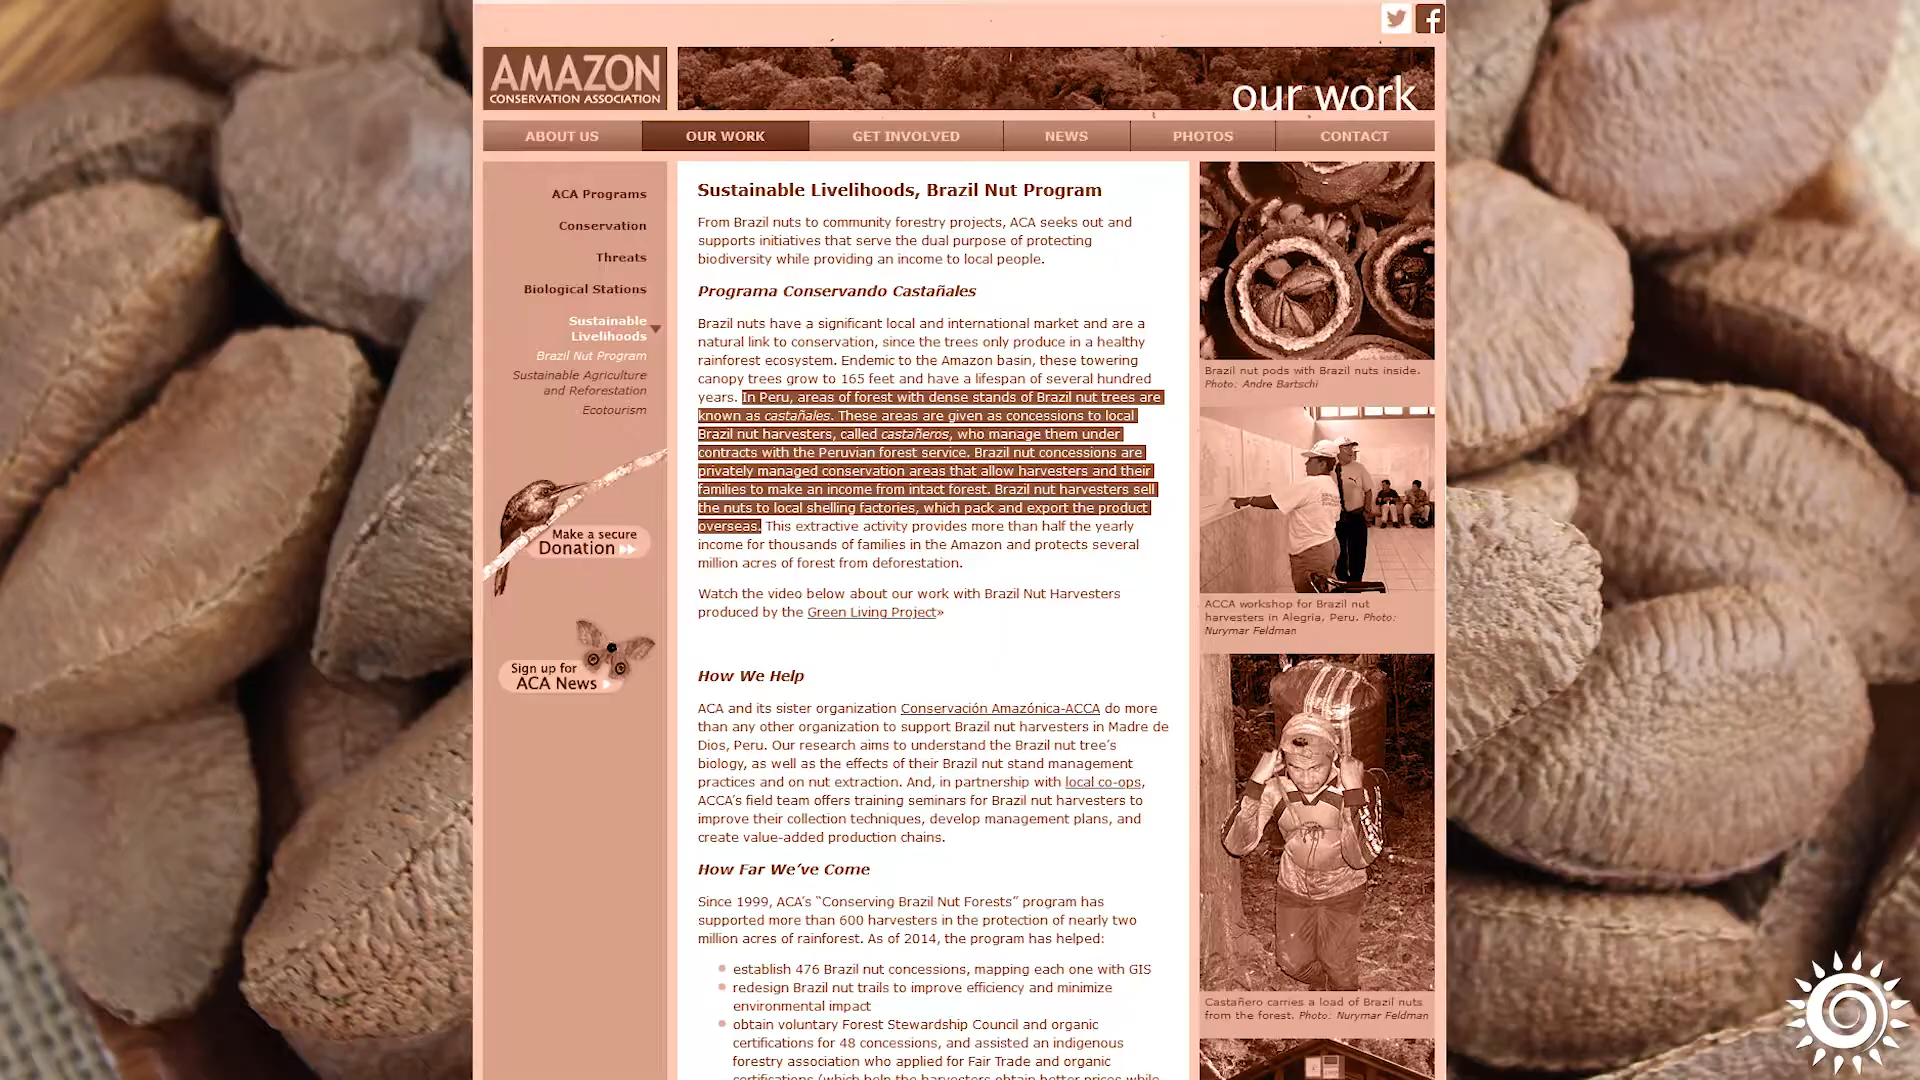 AMAZON
CONSERVATION ASSOCIATION
our work
ABOUT US
OUR WORK
GET INVOLVED
NEWS
PHOTOS
CONTACT
ACA Programs
Conservation
Threats
Biological Stations
Sustainable
Livelihoods
Brazil Nut Program
Sustainable Agriculture
and Reforestation
Ecotourism
Make a secure
Donation
Sign up for
ACA News
Sustainable Livelihoods, Brazil Nut Program
From Brazil nuts to community forestry projects, ACA seeks out and
supports initiatives that serve the dual purpose of protecting
biodiversity while providing an income to local people.
Programa Conservando Castañales
Brazil nuts have a significant local and international market and are a
natural link to conservation, since the trees only produce in a healthy
rainforest ecosystem. Endemic to the Amazon basin, these towering
canopy trees grow to 165 feet and have a lifespan of several hundred
years. In Peru, areas of forest with dense stands of Brazil nut trees are
known as castañales. These areas are given as concessions to local
Brazil nut harvesters, called castañeros, who manage them under
contracts with the Peruvian forest service. Brazil nut concessions are
privately managed conservation areas that allow harvesters and their
families to make an income from intact forest. Brazil nut harvesters sell
the nuts to local shelling factories, which pack and export the product
overseas. This extractive activity provides more than half the yearly
income for thousands of families in the Amazon and protects several
million acres of forest from deforestation.
Watch the video below about our work with Brazil Nut Harvesters
produced by the Green Living Project»
How We Help
ACA and its sister organization Conservación Amazónica-ACCA do more
than any other organization to support Brazil nut harvesters in Madre de
Dios, Peru. Our research aims to understand the Brazil nut tree’s
biology, as well as the effects of their Brazil nut stand management
practices and on nut extraction. And, in partnership with local co-ops,
ACCA’s field team offers training seminars for Brazil nut harvesters to
improve their collection techniques, develop management plans, and
create value-added production chains.
How Far We’ve Come
Since 1999, ACA’s “Conserving Brazil Nut Forests” program has
supported more than 600 harvesters in the protection of nearly two
million acres of rainforest. As of 2014, the program has helped:
establish 476 Brazil nut concessions, mapping each one with GIS
redesign Brazil nut trails to improve efficiency and minimize
environmental impact
obtain voluntary Forest Stewardship Council and organic
certifications for 48 concessions, and assisted an indigenous
forestry association who applied for Fair Trade and organic
certifications (which help the harvesters obtain better prices while
Brazil nut pods with Brazil nuts inside.
Photo: Andre Bartschi
ACCA workshop for Brazil nut
harvesters in Alegria, Peru. Photo:
Nurymar Feldman
Castañero carries a load of Brazil nuts
from the forest. Photo: Nurymar Feldman